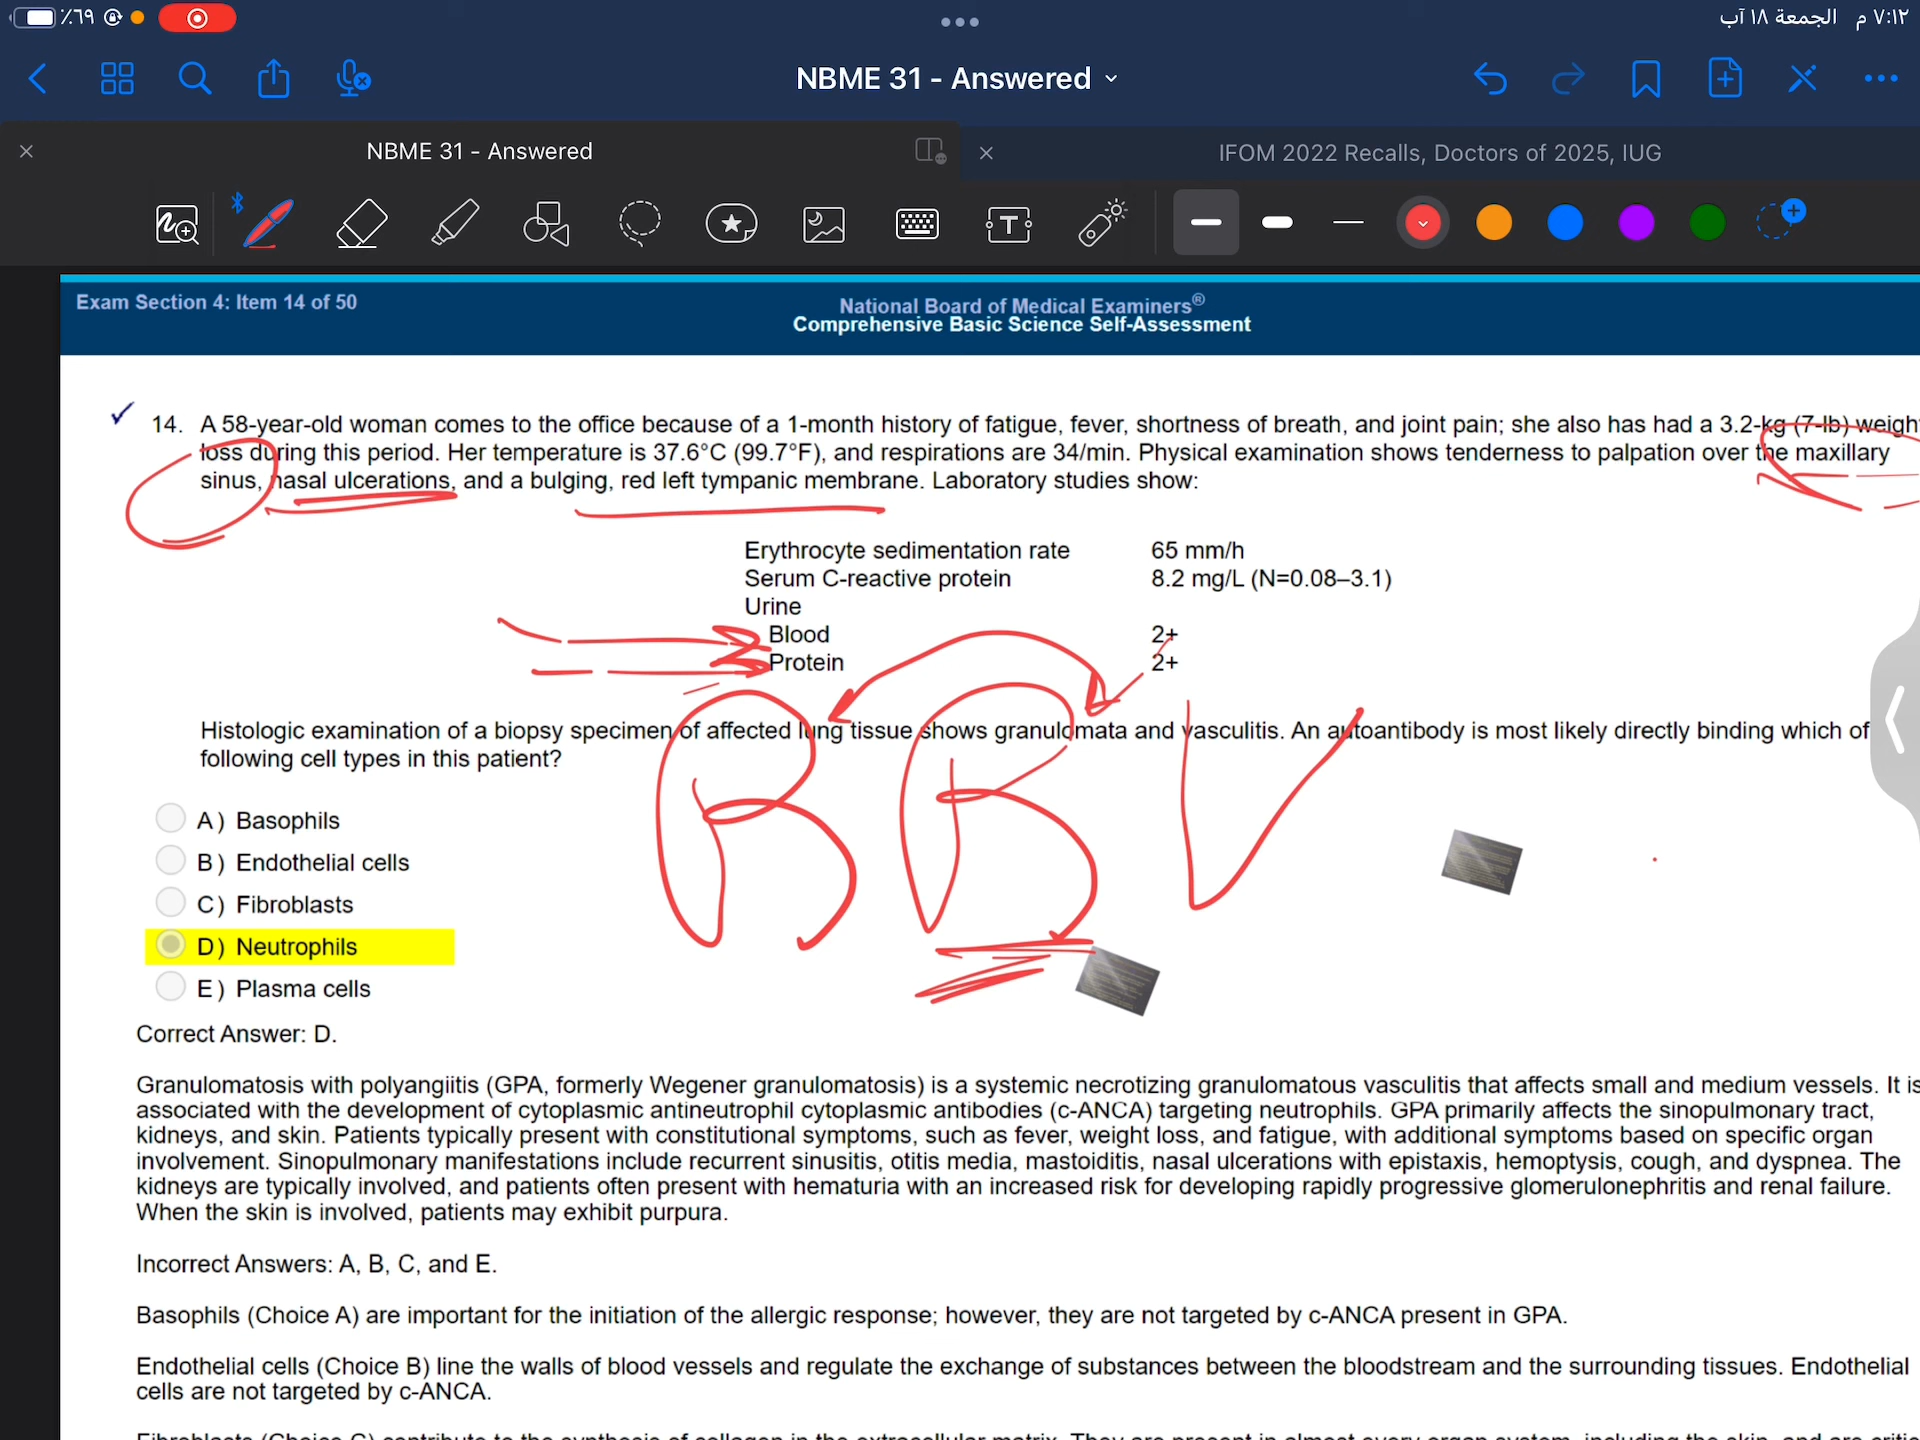 ٪٦٩
٧:١٢ م الجمعة ١٨ آب
NBME 31 - Answered
NBME 31 - Answered
IFOM 2022 Recalls, Doctors of 2025, IUG
T
Exam Section 4: Item 14 of 50
National Board of Medical Examiners®
Comprehensive Basic Science Self-Assessment
14. A 58-year-old woman comes to the office because of a 1-month history of fatigue, fever, shortness of breath, and joint pain; she also has had a 3.2-kg (7-lb) weigh
loss during this period. Her temperature is 37.6°C (99.7°F), and respirations are 34/min. Physical examination shows tenderness to palpation over the maxillary
sinus, nasal ulcerations, and a bulging, red left tympanic membrane. Laboratory studies show:
Erythrocyte sedimentation rate 65 mm/h
Serum C-reactive protein 8.2 mg/L (N=0.08–3.1)
Urine
Blood 2+
Protein 2+
Histologic examination of a biopsy specimen of affected lung tissue shows granulomata and vasculitis. An autoantibody is most likely directly binding which of
following cell types in this patient?
A) Basophils
B) Endothelial cells
C) Fibroblasts
D) Neutrophils
E) Plasma cells
Correct Answer: D.
Granulomatosis with polyangiitis (GPA, formerly Wegener granulomatosis) is a systemic necrotizing granulomatous vasculitis that affects small and medium vessels. It is
associated with the development of cytoplasmic antineutrophil cytoplasmic antibodies (c-ANCA) targeting neutrophils. GPA primarily affects the sinopulmonary tract,
kidneys, and skin. Patients typically present with constitutional symptoms, such as fever, weight loss, and fatigue, with additional symptoms based on specific organ
involvement. Sinopulmonary manifestations include recurrent sinusitis, otitis media, mastoiditis, nasal ulcerations with epistaxis, hemoptysis, cough, and dyspnea. The
kidneys are typically involved, and patients often present with hematuria with an increased risk for developing rapidly progressive glomerulonephritis and renal failure.
When the skin is involved, patients may exhibit purpura.
Incorrect Answers: A, B, C, and E.
Basophils (Choice A) are important for the initiation of the allergic response; however, they are not targeted by c-ANCA present in GPA.
Endothelial cells (Choice B) line the walls of blood vessels and regulate the exchange of substances between the bloodstream and the surrounding tissues. Endothelial
cells are not targeted by c-ANCA.